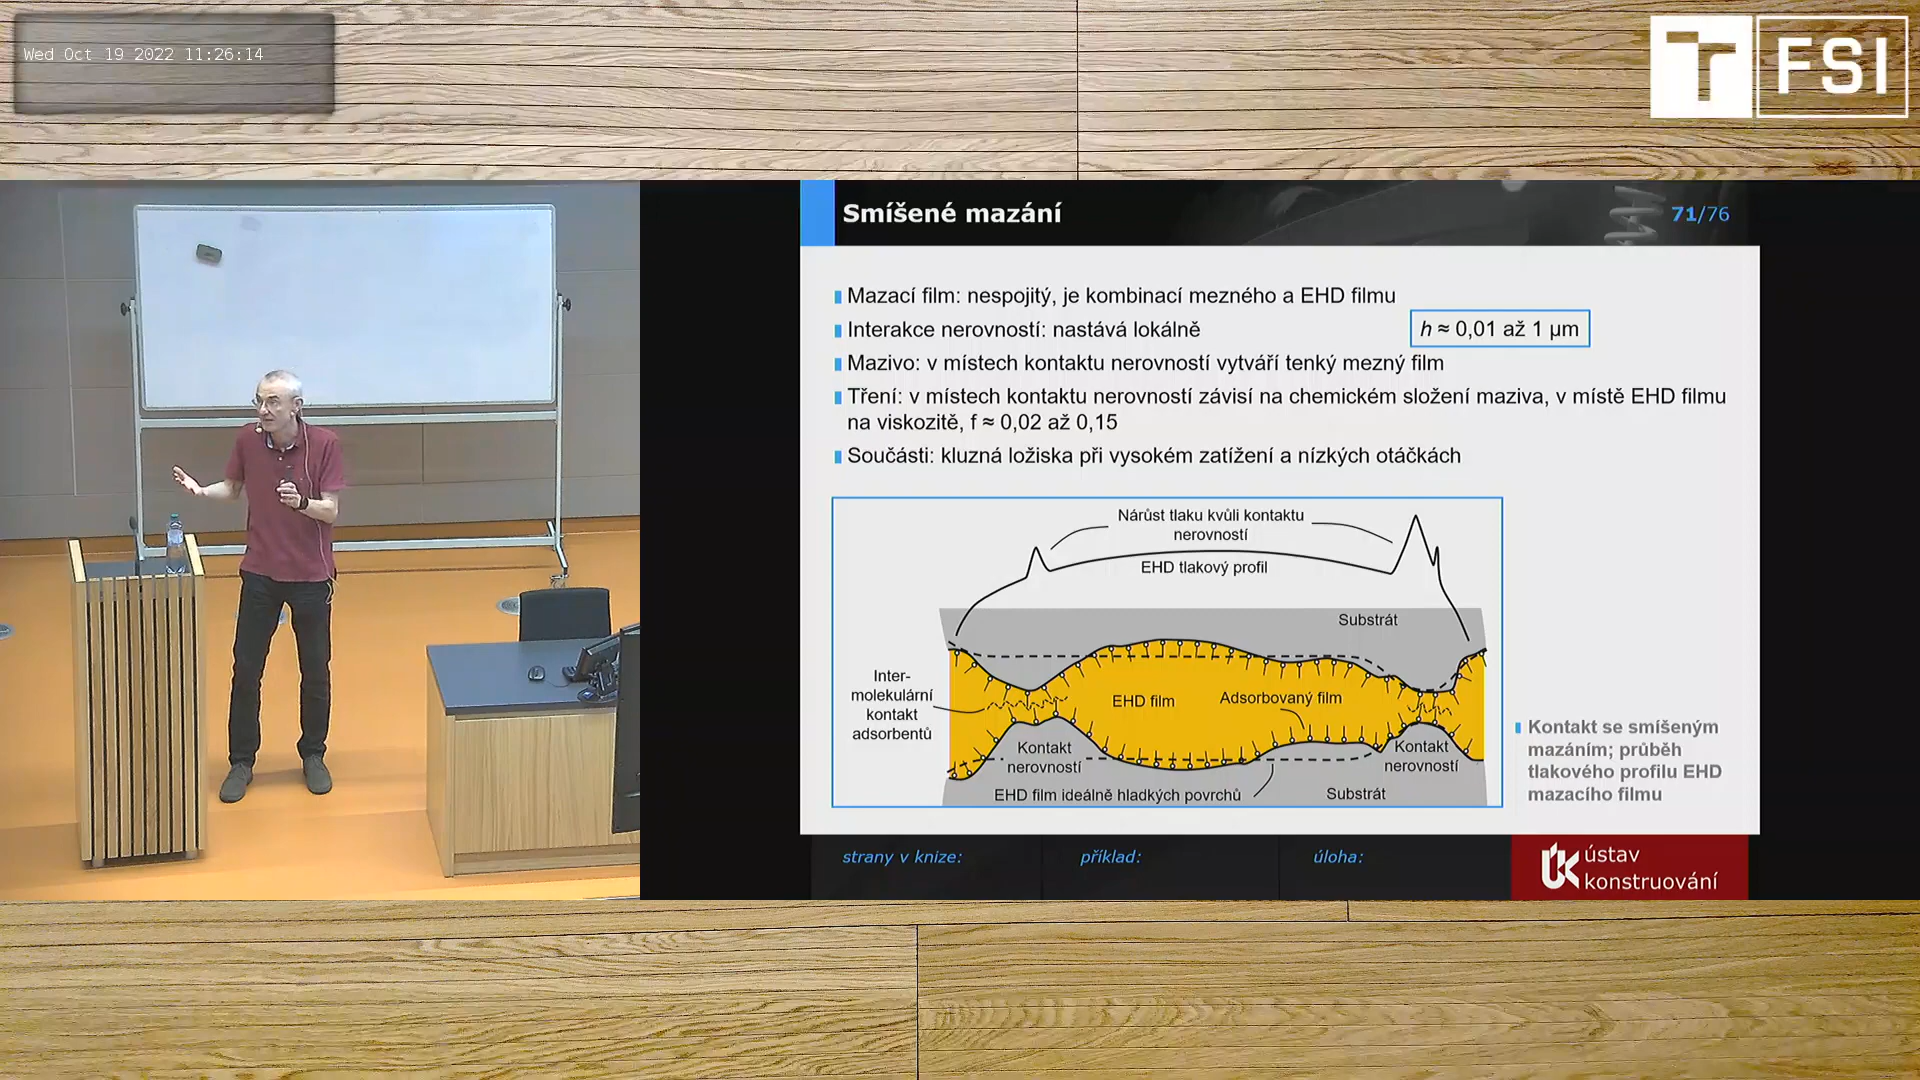 Wed Oct 19 2022 11:26:14
T FSI
Smíšené mazání
71/76
Mazací film: nespojitý, je kombinací mezného a EHD filmu
Interakce nerovností: nastává lokálně
h ≈ 0,01 až 1 μm
Mazivo: v místech kontaktu nerovností vytváří tenký mezný film
Tření: v místech kontaktu nerovností závisí na chemickém složení maziva, v místě EHD filmu
na viskozitě, f ≈ 0,02 až 0,15
Součásti: kluzná ložiska při vysokém zatížení a nízkých otáčkách
Nárůst tlaku kvůli kontaktu
nerovností
EHD tlakový profil
Substrát
Inter-
molekulární
kontakt
adsorbentů
EHD film
Adsorbovaný film
Kontakt
nerovností
Kontakt
nerovností
EHD film ideálně hladkých povrchů
Substrát
Kontakt se smíšeným
mazáním; průběh
tlakového profilu EHD
mazacího filmu
strany v knize:
příklad:
úloha:
ÚK ústav
konstruování